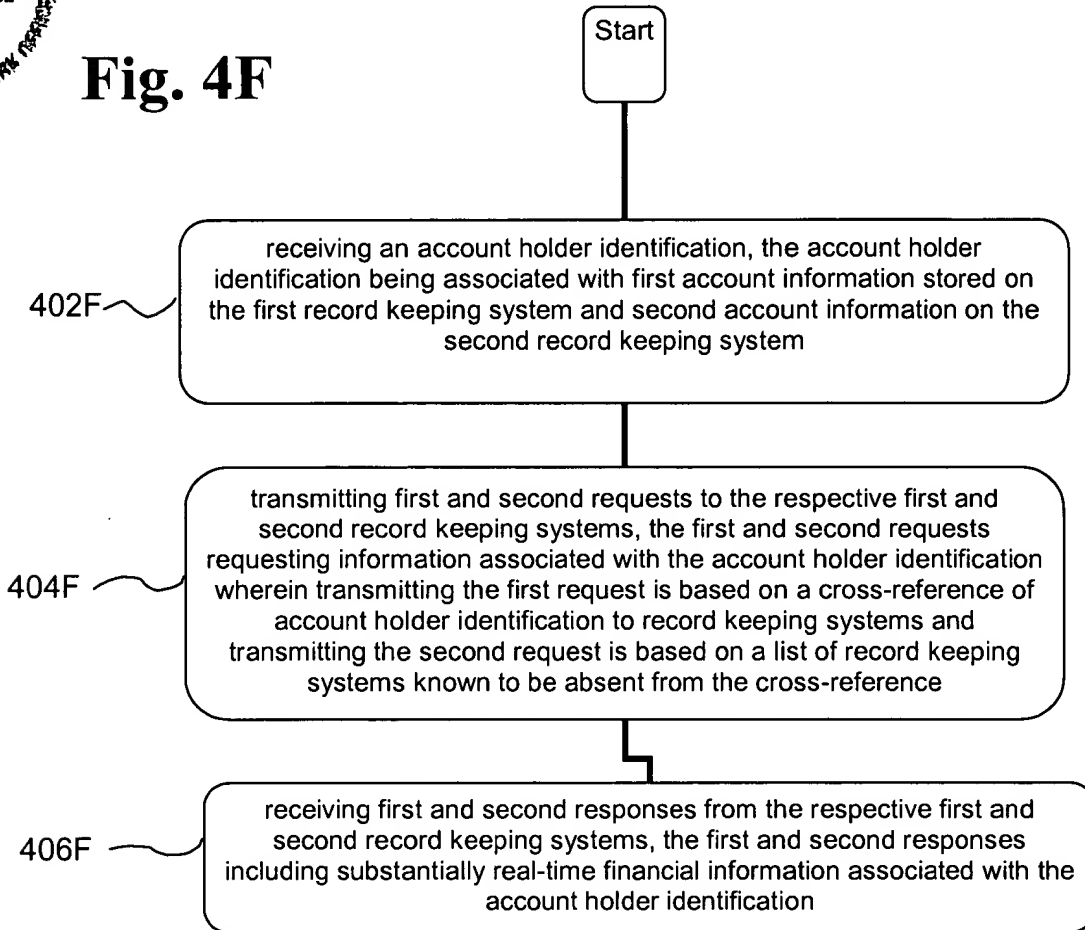 Start
Fig. 4F
402F
receiving an account holder identification, the account holder
identification being associated with first account information stored on
the first record keeping system and second account information on the
second record keeping system
404F
transmitting first and second requests to the respective first and
second record keeping systems, the first and second requests
requesting information associated with the account holder identification
wherein transmitting the first request is based on a cross-reference of
account holder identification to record keeping systems and
transmitting the second request is based on a list of record keeping
systems known to be absent from the cross-reference
406F
receiving first and second responses from the respective first and
second record keeping systems, the first and second responses
including substantially real-time financial information associated with the
account holder identification